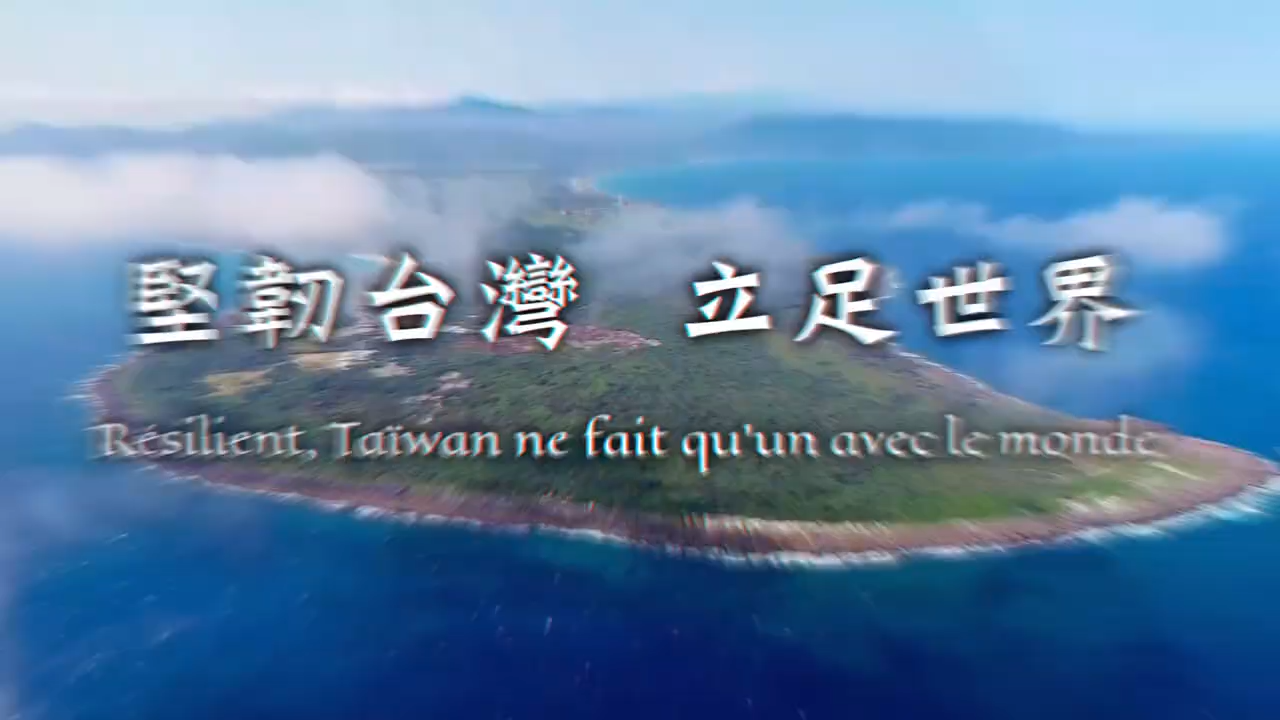 堅韌台灣 立足世界
Résilient, Taïwan ne fait qu'un avec le monde